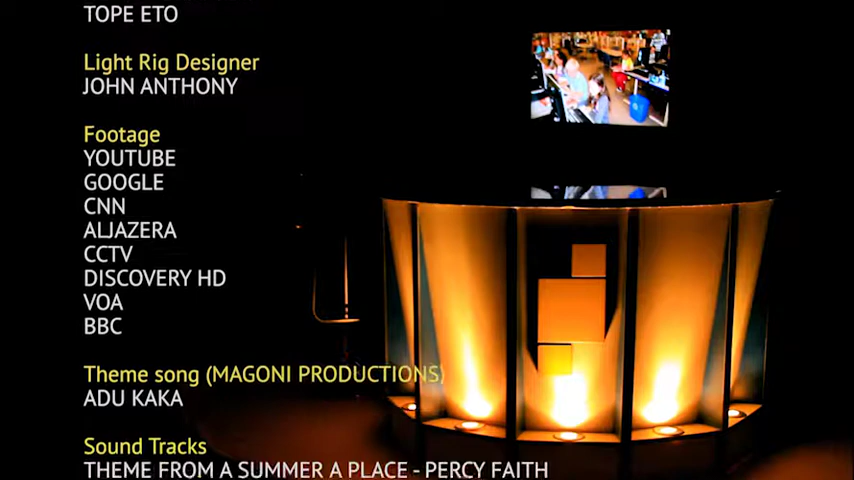 TOPE ETO
Light Rig Designer
JOHN ANTHONY
Footage
YOUTUBE
GOOGLE
CNN
ALJAZERA
CCTV
DISCOVERY HD
VOA
BBC
Theme song (MAGONI PRODUCTIONS)
ADU KAKA
Sound Tracks
THEME FROM A SUMMER A PLACE - PERCY FAITH